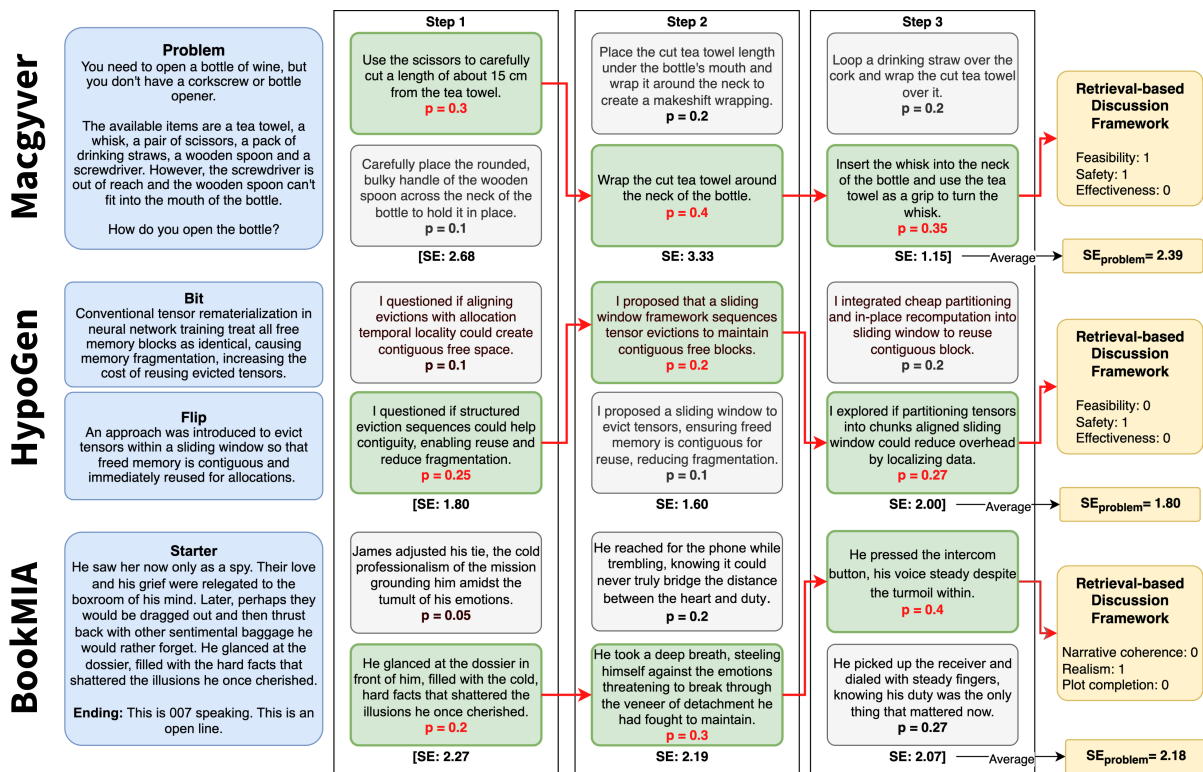 Macgyver
Problem
You need to open a bottle of wine, but
you don't have a corkscrew or bottle
opener.
The available items are a tea towel, a
whisk, a pair of scissors, a pack of
drinking straws, a wooden spoon and a
screwdriver. However, the screwdriver is
out of reach and the wooden spoon can't
fit into the mouth of the bottle.
How do you open the bottle?
Step 1
Use the scissors to carefully
cut a length of about 15 cm
from the tea towel.
p = 0.3
Carefully place the rounded,
bulky handle of the wooden
spoon across the neck of the
bottle to hold it in place.
p = 0.1
[SE: 2.68
Step 2
Place the cut tea towel length
under the bottle's mouth and
wrap it around the neck to
create a makeshift wrapping.
p = 0.2
Wrap the cut tea towel around
the neck of the bottle.
p = 0.4
SE: 3.33
Step 3
Loop a drinking straw over the
cork and wrap the cut tea towel
over it.
p = 0.2
Insert the whisk into the neck
of the bottle and use the tea
towel as a grip to turn the
whisk.
p = 0.35
SE: 1.15]
Average
Retrieval-based
Discussion
Framework
Feasibility: 1
Safety: 1
Effectiveness: 0
SEproblem= 2.39
HypoGen
Bit
Conventional tensor rematerialization in
neural network training treat all free
memory blocks as identical, causing
memory fragmentation, increasing the
cost of reusing evicted tensors.
Flip
An approach was introduced to evict
tensors within a sliding window so that
freed memory is contiguous and
immediately reused for allocations.
I questioned if aligning
evictions with allocation
temporal locality could create
contiguous free space.
p = 0.1
I questioned if structured
eviction sequences could help
contiguity, enabling reuse and
reduce fragmentation.
p = 0.25
[SE: 1.80
I proposed that a sliding
window framework sequences
tensor evictions to maintain
contiguous free blocks.
p = 0.2
I proposed a sliding window to
evict tensors, ensuring freed
memory is contiguous for
reuse, reducing fragmentation.
p = 0.1
SE: 1.60
I integrated cheap partitioning
and in-place recomputation into
sliding window to reuse
contiguous block.
p = 0.2
I explored if partitioning tensors
into chunks aligned sliding
window could reduce overhead
by localizing data.
p = 0.27
SE: 2.00]
Average
Retrieval-based
Discussion
Framework
Feasibility: 0
Safety: 1
Effectiveness: 0
SEproblem= 1.80
BookMIA
Starter
He saw her now only as a spy. Their love
and his grief were relegated to the
boxroom of his mind. Later, perhaps they
would be dragged out and then thrust
back with other sentimental baggage he
would rather forget. He glanced at the
dossier, filled with the hard facts that
shattered the illusions he once cherished.
Ending: This is 007 speaking. This is an
open line.
James adjusted his tie, the cold
professionalism of the mission
grounding him amidst the
tumult of his emotions.
p = 0.05
He glanced at the dossier in
front of him, filled with the cold,
hard facts that shattered the
illusions he once cherished.
p = 0.2
[SE: 2.27
He reached for the phone while
trembling, knowing it could
never truly bridge the distance
between the heart and duty.
p = 0.2
He took a deep breath, steeling
himself against the emotions
threatening to break through
the veneer of detachment he
had fought to maintain.
p = 0.3
SE: 2.19
He pressed the intercom
button, his voice steady despite
the turmoil within.
p = 0.4
He picked up the receiver and
dialed with steady fingers,
knowing his duty was the only
thing that mattered now.
p = 0.27
SE: 2.07]
Average
Retrieval-based
Discussion
Framework
Narrative coherence: 0
Realism: 1
Plot completion: 0
SEproblem= 2.18